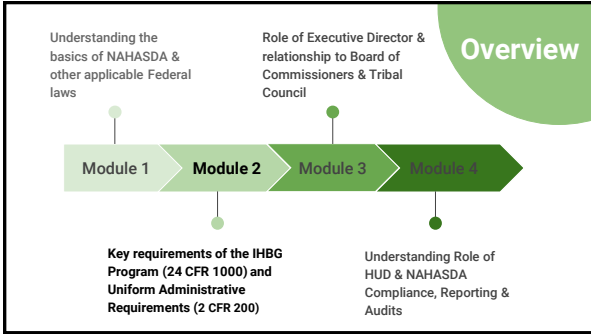 Overview
Understanding the
basics of NAHASDA &
other applicable Federal
laws
Role of Executive Director &
relationship to Board of
Commissioners & Tribal
Council
Module 1
Module 2
Module 3
Module 4
Key requirements of the IHBG
Program (24 CFR 1000) and
Uniform Administrative
Requirements (2 CFR 200)
Understanding Role of
HUD & NAHASDA
Compliance, Reporting &
Audits